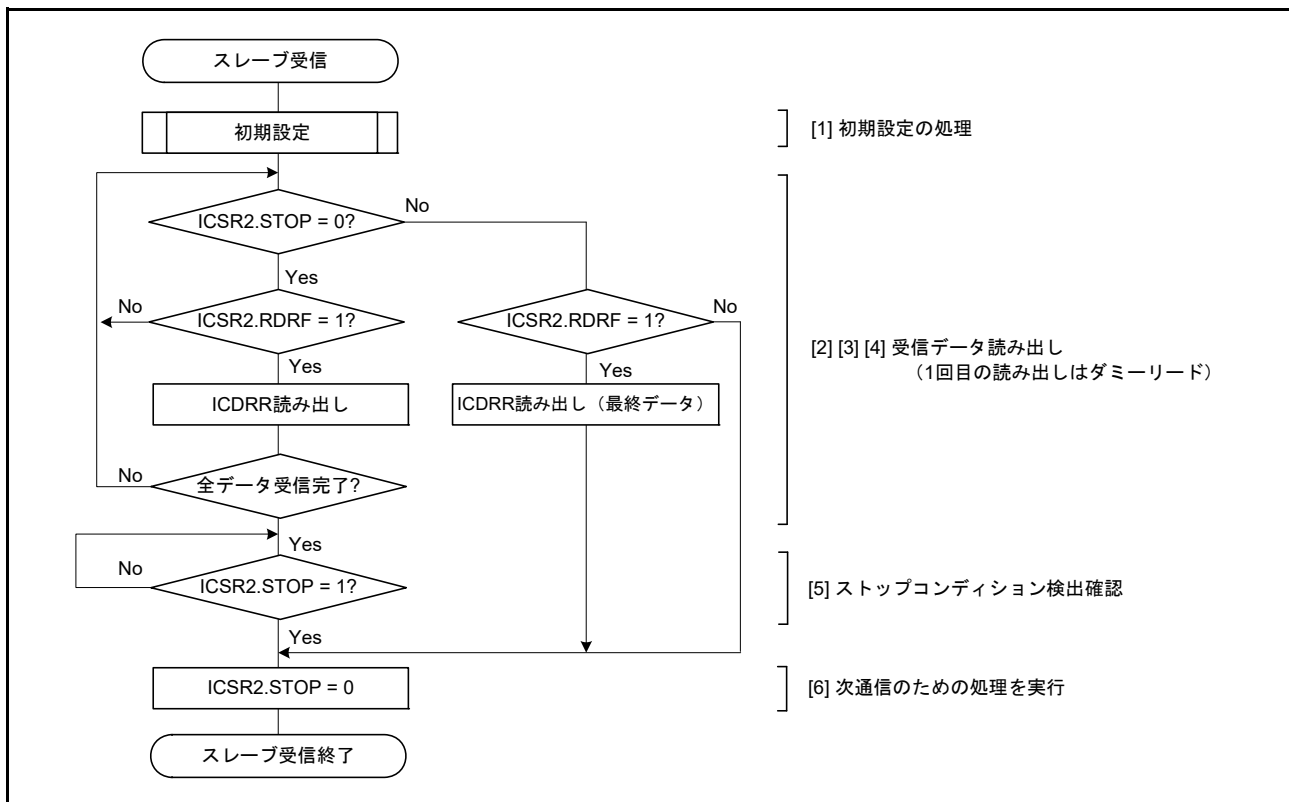 スレーブ受信
初期設定
[1] 初期設定の処理
ICSR2.STOP = 0?
No
Yes
No
ICSR2.RDRF = 1?
ICSR2.RDRF = 1?
No
[2] [3] [4] 受信データ読み出し
（1回目の読み出しはダミーリード）
Yes
Yes
ICDRR読み出し
ICDRR読み出し（最終データ）
No
全データ受信完了?
Yes
No
ICSR2.STOP = 1?
[5] ストップコンディション検出確認
Yes
ICSR2.STOP = 0
[6] 次通信のための処理を実行
スレーブ受信終了